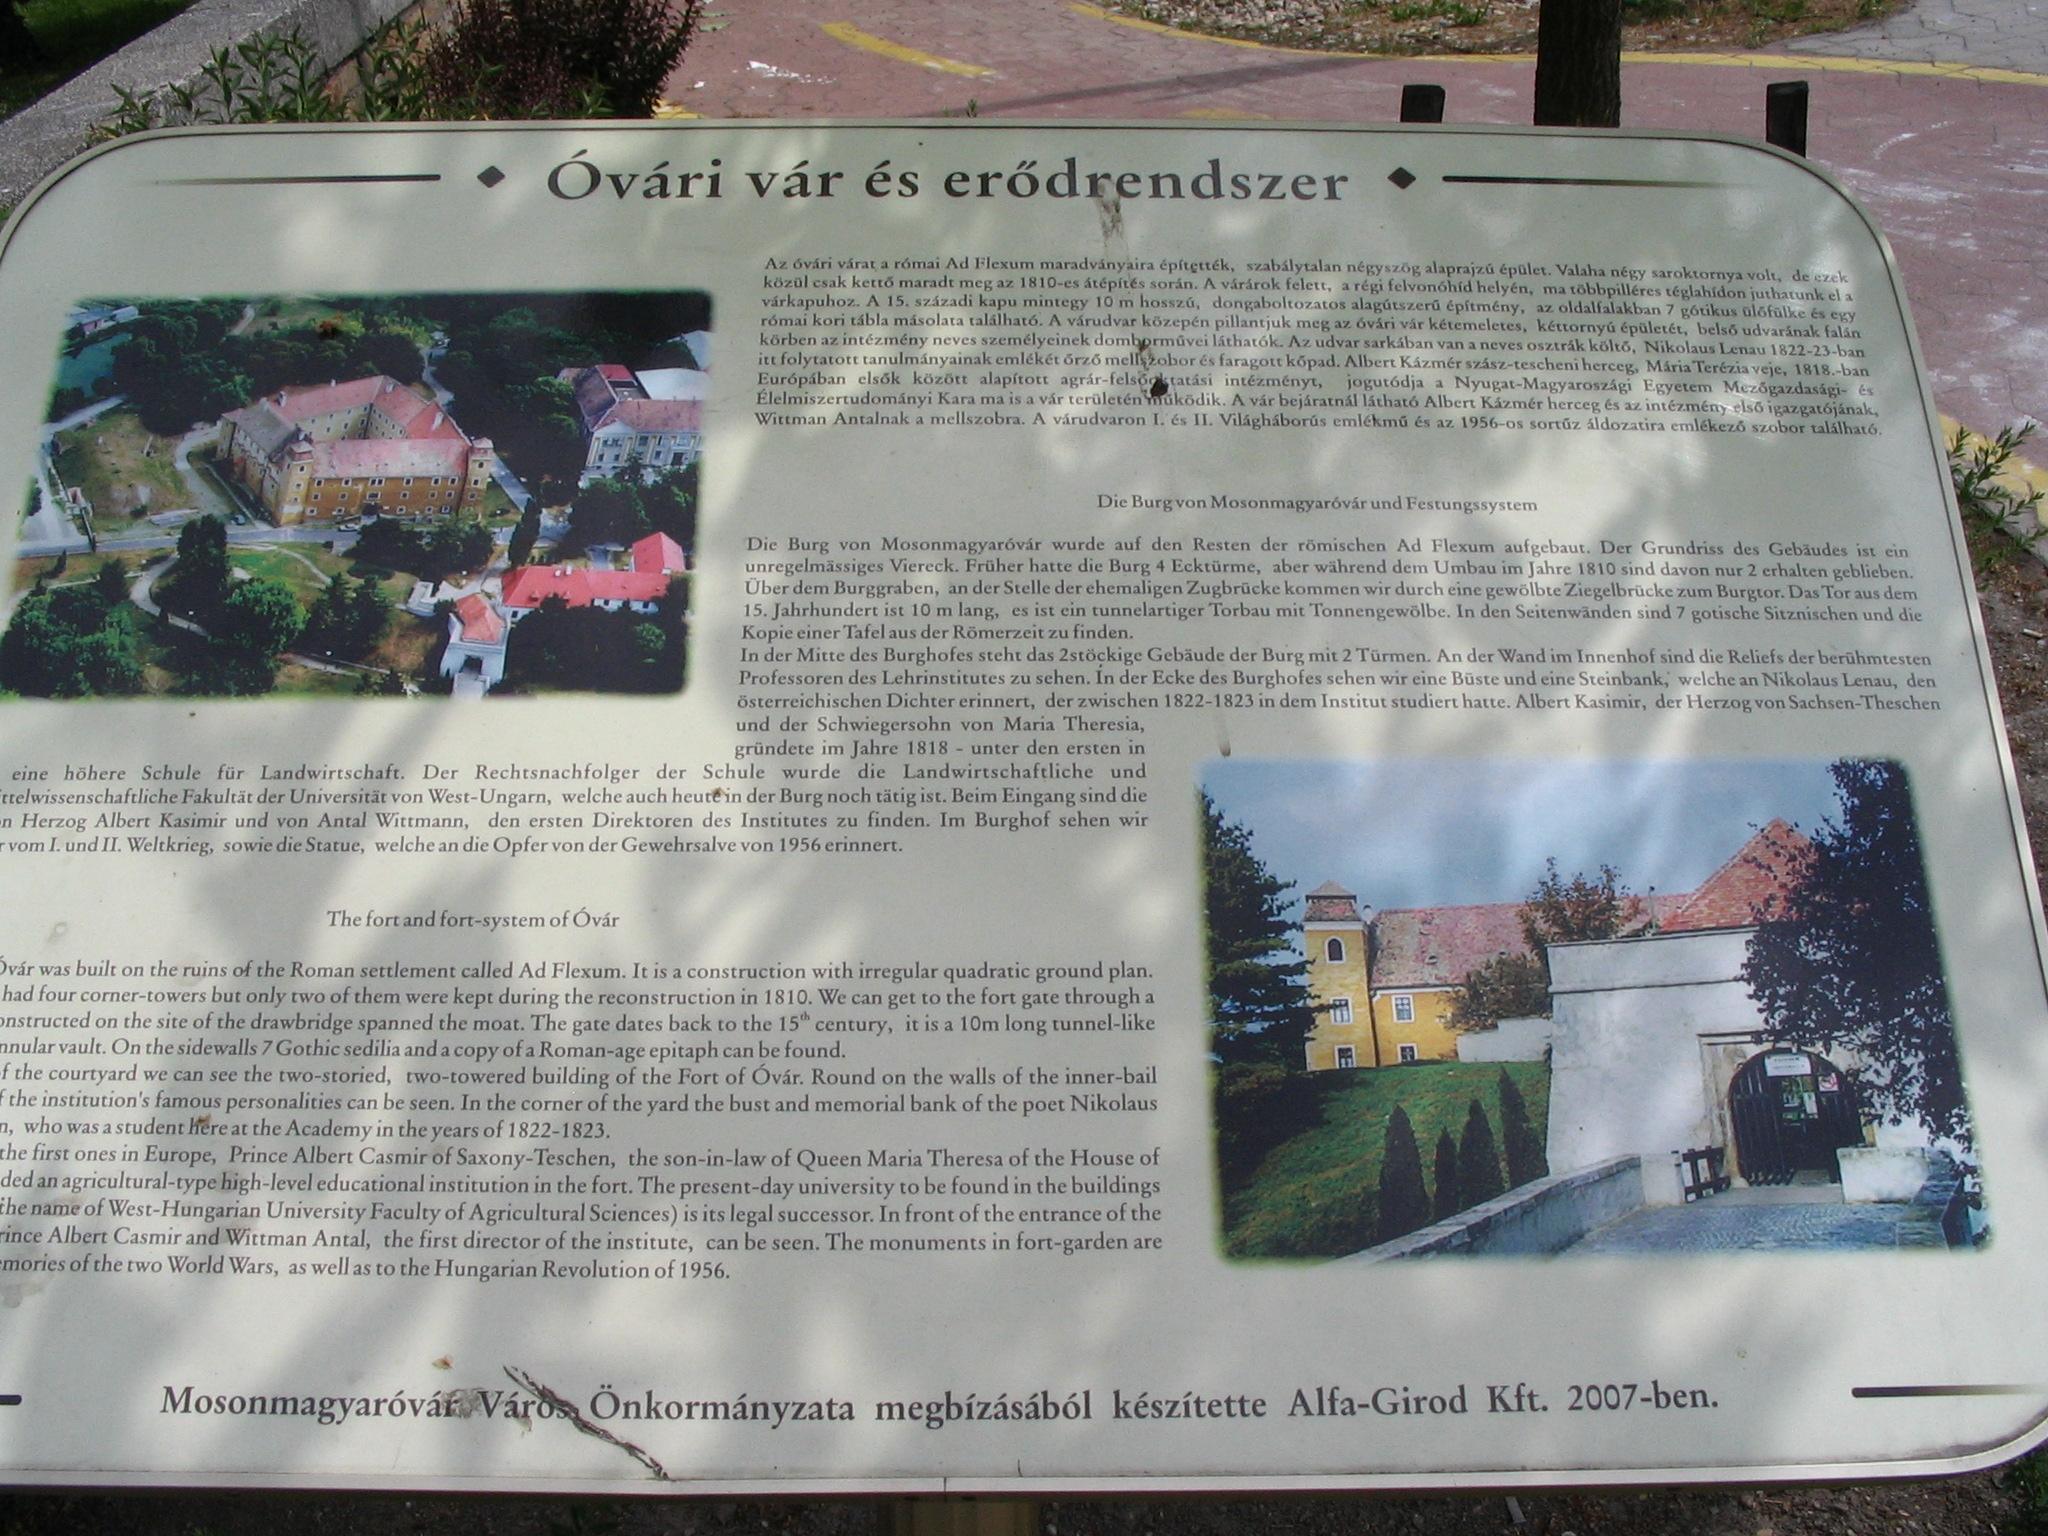 Óvári vár és erődrendszer
Az óvári várat a római Ad Flexum maradványaira építették, szabálytalan négyszög alaprajzú épület. Valaha négy saroktornya volt, de ezek
közül csak kettő maradt meg az 1810-es átépítés során. A várárok felett, a régi felvonóhíd helyén, ma többpilléres téglahídon juthatunk el a
várkapuhoz. A 15. századi kapu mintegy 10 m hosszú, dongaboltozatos alagútszerű építmény, az oldalfalakban 7 gótikus ülőfülke és egy
római kori tábla másolata található. A várudvar közepén pillantjuk meg az óvári vár kétemeletes, kéttornyú épületét, belső udvarának falán
körben az intézmény neves személyeinek domborművei láthatók. Az udvar sarkában van a neves osztrák költő, Nikolaus Lenau 1822-23-ban
itt folytatott tanulmányainak emlékét őrző mellszobor és faragott kőpad. Albert Kázmér szász-tescheni herceg, Mária Terézia veje, 1818.-ban
Európában elsők között alapított agrár-felsőoktatási intézményt, jogutódja a Nyugat-Magyaroszági Egyetem Mezőgazdasági- és
Élelmiszertudományi Kara ma is a vár területén működik. A vár bejáratnál látható Albert Kázmér herceg és az intézmény első igazgatójának,
Wittman Antalnak a mellszobra. A várudvaron I. és II. Világháborús emlékmű és az 1956-os sortűz áldozatira emlékező szobor található.
Die Burg von Mosonmagyaróvár und Festungssystem
Die Burg von Mosonmagyaróvár wurde auf den Resten der römischen Ad Flexum aufgebaut. Der Grundriss des Gebäudes ist ein
unregelmässiges Viereck. Früher hatte die Burg 4 Ecktürme, aber während dem Umbau im Jahre 1810 sind davon nur 2 erhalten geblieben.
Über dem Burggraben, an der Stelle der ehemaligen Zugbrücke kommen wir durch eine gewölbte Ziegelbrücke zum Burgtor. Das Tor aus dem
15. Jahrhundert ist 10 m lang, es ist ein tunnelartiger Torbau mit Tonnengewölbe. In den Seitenwänden sind 7 gotische Sitznischen und die
Kopie einer Tafel aus der Römerzeit zu finden.
In der Mitte des Burghofes steht das 2stöckige Gebäude der Burg mit 2 Türmen. An der Wand im Innenhof sind die Reliefs der berühmtesten
Professoren des Lehrinstitutes zu sehen. In der Ecke des Burghofes sehen wir eine Büste und eine Steinbank, welche an Nikolaus Lenau, den
österreichischen Dichter erinnert, der zwischen 1822-1823 in dem Institut studiert hatte. Albert Kasimir, der Herzog von Sachsen-Theschen
und der Schwiegersohn von Maria Theresia,
gründete im Jahre 1818 - unter den ersten in
eine höhere Schule für Landwirtschaft. Der Rechtsnachfolger der Schule wurde die Landwirtschaftliche und
ittelwissenschaftliche Fakultät der Universität von West-Ungarn, welche auch heute in der Burg noch tätig ist. Beim Eingang sind die
n Herzog Albert Kasimir und von Antal Wittmann, den ersten Direktoren des Institutes zu finden. Im Burghof sehen wir
r vom I. und II. Weltkrieg, sowie die Statue, welche an die Opfer von der Gewehrsalve von 1956 erinnert.
The fort and fort-system of Óvár
Óvár was built on the ruins of the Roman settlement called Ad Flexum. It is a construction with irregular quadratic ground plan.
had four corner-towers but only two of them were kept during the reconstruction in 1810. We can get to the fort gate through a
onstructed on the site of the drawbridge spanned the moat. The gate dates back to the 15th century, it is a 10m long tunnel-like
nnular vault. On the sidewalls 7 Gothic sedilia and a copy of a Roman-age epitaph can be found.
f the courtyard we can see the two-storied, two-towered building of the Fort of Óvár. Round on the walls of the inner-bail
f the institution's famous personalities can be seen. In the corner of the yard the bust and memorial bank of the poet Nikolaus
n, who was a student here at the Academy in the years of 1822-1823.
the first ones in Europe, Prince Albert Casmir of Saxony-Teschen, the son-in-law of Queen Maria Theresa of the House of
ded an agricultural-type high-level educational institution in the fort. The present-day university to be found in the buildings
the name of West-Hungarian University Faculty of Agricultural Sciences) is its legal successor. In front of the entrance of the
rince Albert Casmir and Wittman Antal, the first director of the institute, can be seen. The monuments in fort-garden are
emories of the two World Wars, as well as to the Hungarian Revolution of 1956.
Mosonmagyaróvár Város Önkormányzata megbízásából készítette Alfa-Girod Kft. 2007-ben.